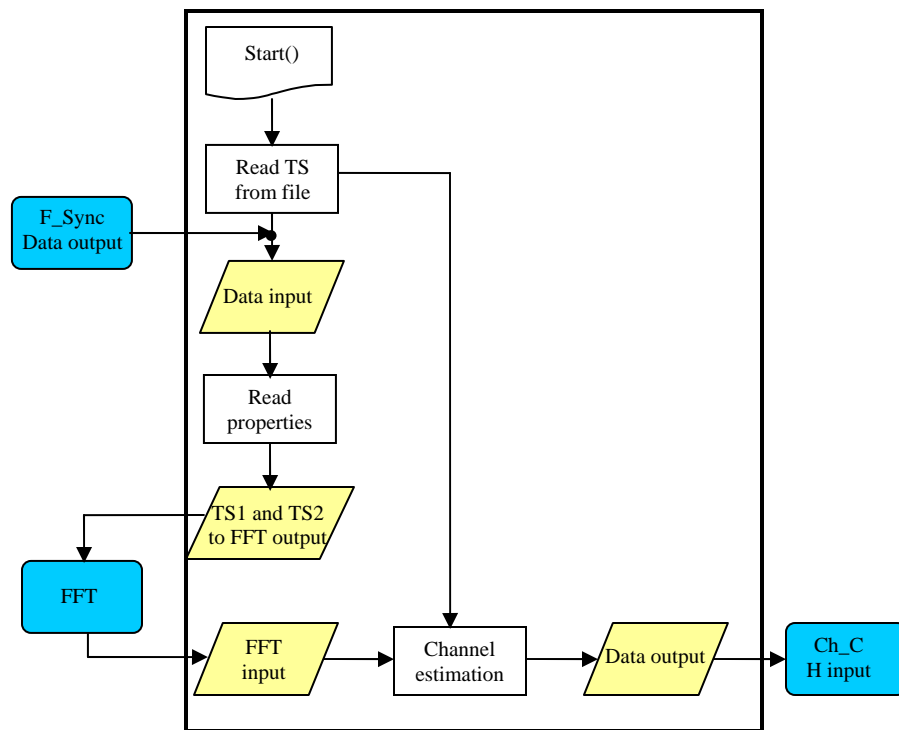 Start()
Read TS
from file
F_Sync
Data output
Data input
Read
properties
TS1 and TS2
to FFT output
FFT
FFT
input
Channel
estimation
Data output
Ch_C
H input